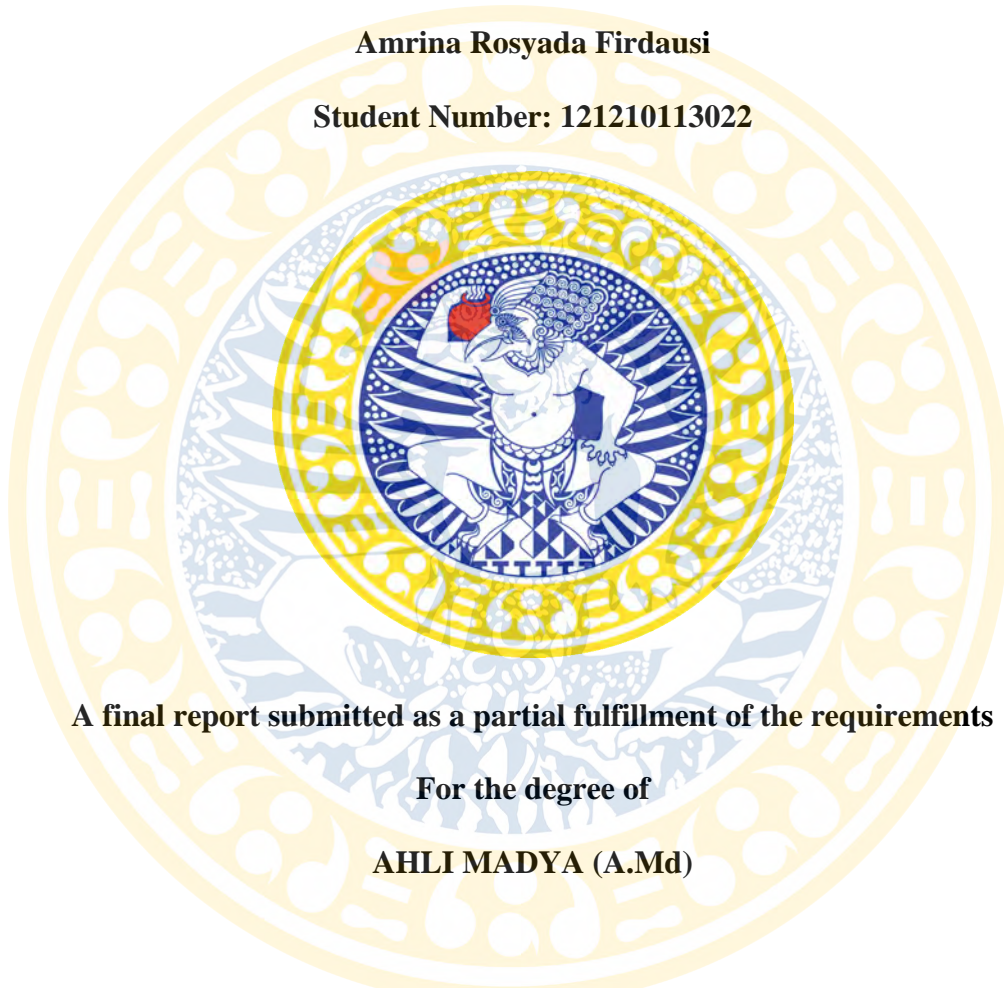 Amrina Rosyada Firdausi
Student Number: 121210113022
A final report submitted as a partial fulfillment of the requirements
For the degree of
AHLI MADYA (A.Md)